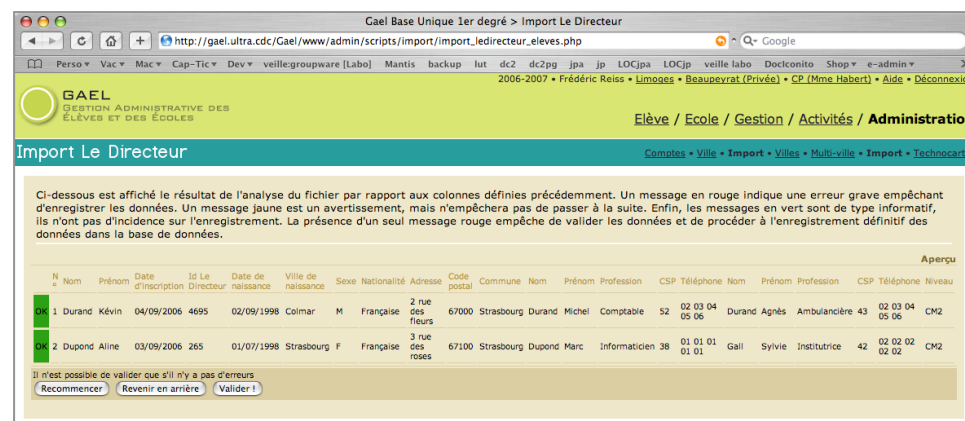 Gael Base Unique 1er degré > Import Le Directeur
http://gael.ultra.cdc/Gael/www/admin/scripts/import/import_ledirecteur_eleves.php
Google
Perso Vac Mac Cap-Tic Dev veille:groupware [Labo] Mantis backup lut dc2 dc2pg jpa jp LOCjpa LOCjp veille labo Doclconito Shop e-admin
2006-2007 • Frédéric Reiss • Limoges • Beaupeyrat (Privée) • CP (Mme Habert) • Aide • Déconnexio
GAEL
GESTION ADMINISTRATIVE DES
ÉLÈVES ET DES ÉCOLES
Elève / Ecole / Gestion / Activités / Administratio
Import Le Directeur
Comptes • Ville • Import • Villes • Multi-ville • Import • Technocart
Ci-dessous est affiché le résultat de l'analyse du fichier par rapport aux colonnes définies précédemment. Un message en rouge indique une erreur grave empêchant
d'enregistrer les données. Un message jaune est un avertissement, mais n'empêchera pas de passer à la suite. Enfin, les messages en vert sont de type informatif,
ils n'ont pas d'incidence sur l'enregistrement. La présence d'un seul message rouge empêche de valider les données et de procéder à l'enregistrement définitif des
données dans la base de données.
Aperçu
N° Nom Prénom Date d'inscription Id Le Directeur Date de naissance Ville de naissance Sexe Nationalité Adresse Code postal Commune Nom Prénom Profession CSP Téléphone Nom Prénom Profession CSP Téléphone Niveau
OK 1 Durand Kévin 04/09/2006 4695 02/09/1998 Colmar M Française 2 rue des fleurs 67000 Strasbourg Durand Michel Comptable 52 02 03 04 05 06 Durand Agnès Ambulancière 43 02 03 04 05 06 CM2
OK 2 Dupond Aline 03/09/2006 265 01/07/1998 Strasbourg F Française 3 rue des roses 67100 Strasbourg Dupond Marc Informaticien 38 01 01 01 01 01 Gall Sylvie Institutrice 42 02 02 02 02 02 CM2
Il n'est possible de valider que s'il n'y a pas d'erreurs
Recommencer Revenir en arrière Valider !